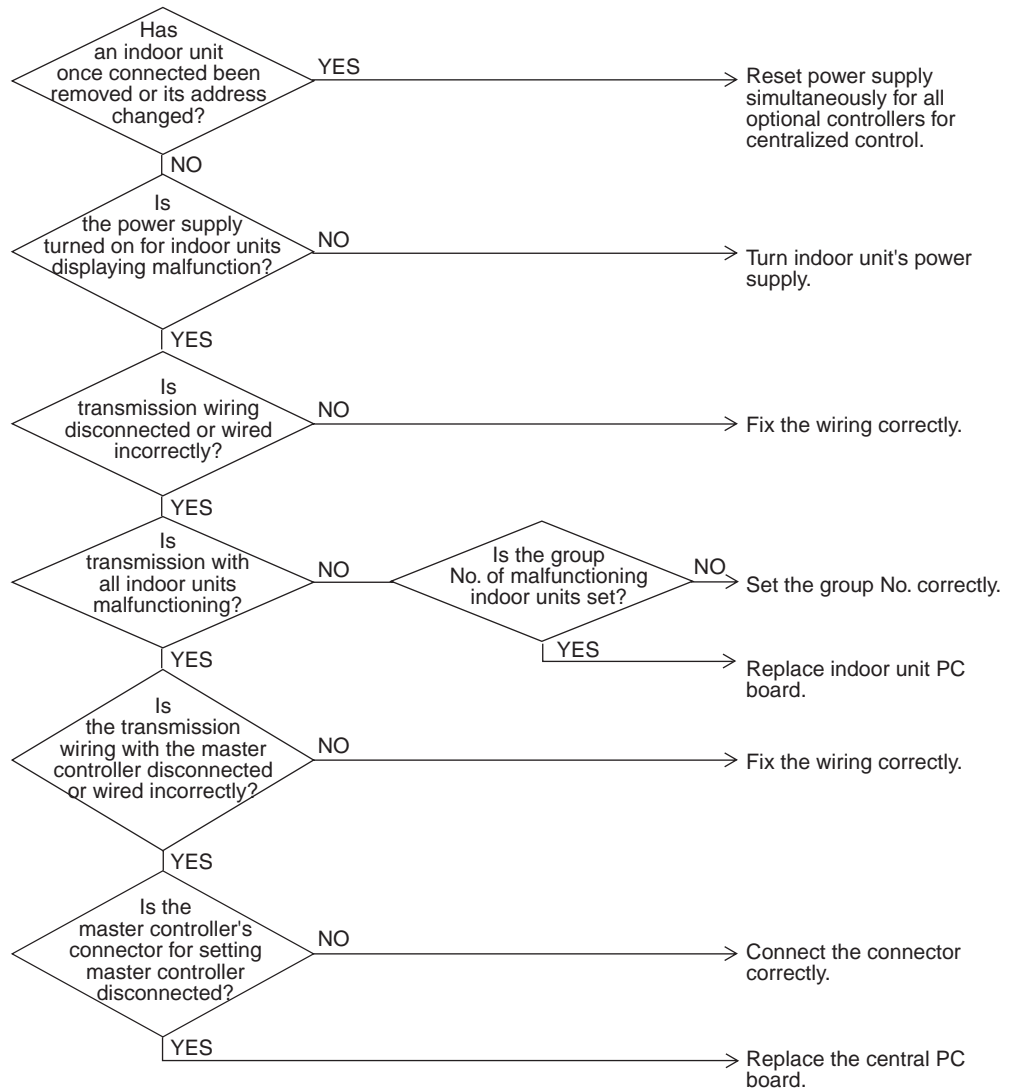 Has
an indoor unit
once connected been
removed or its address
changed?
YES
Reset power supply
simultaneously for all
optional controllers for
centralized control.
NO
Is
the power supply
turned on for indoor units
displaying malfunction?
NO
Turn indoor unit's power
supply.
YES
Is
transmission wiring
disconnected or wired
incorrectly?
NO
Fix the wiring correctly.
YES
Is
transmission with
all indoor units
malfunctioning?
NO
Is the group
No. of malfunctioning
indoor units set?
NO
Set the group No. correctly.
YES
Replace indoor unit PC
board.
YES
Is
the transmission
wiring with the master
controller disconnected
or wired incorrectly?
NO
Fix the wiring correctly.
YES
Is the
master controller's
connector for setting
master controller
disconnected?
NO
Connect the connector
correctly.
YES
Replace the central PC
board.